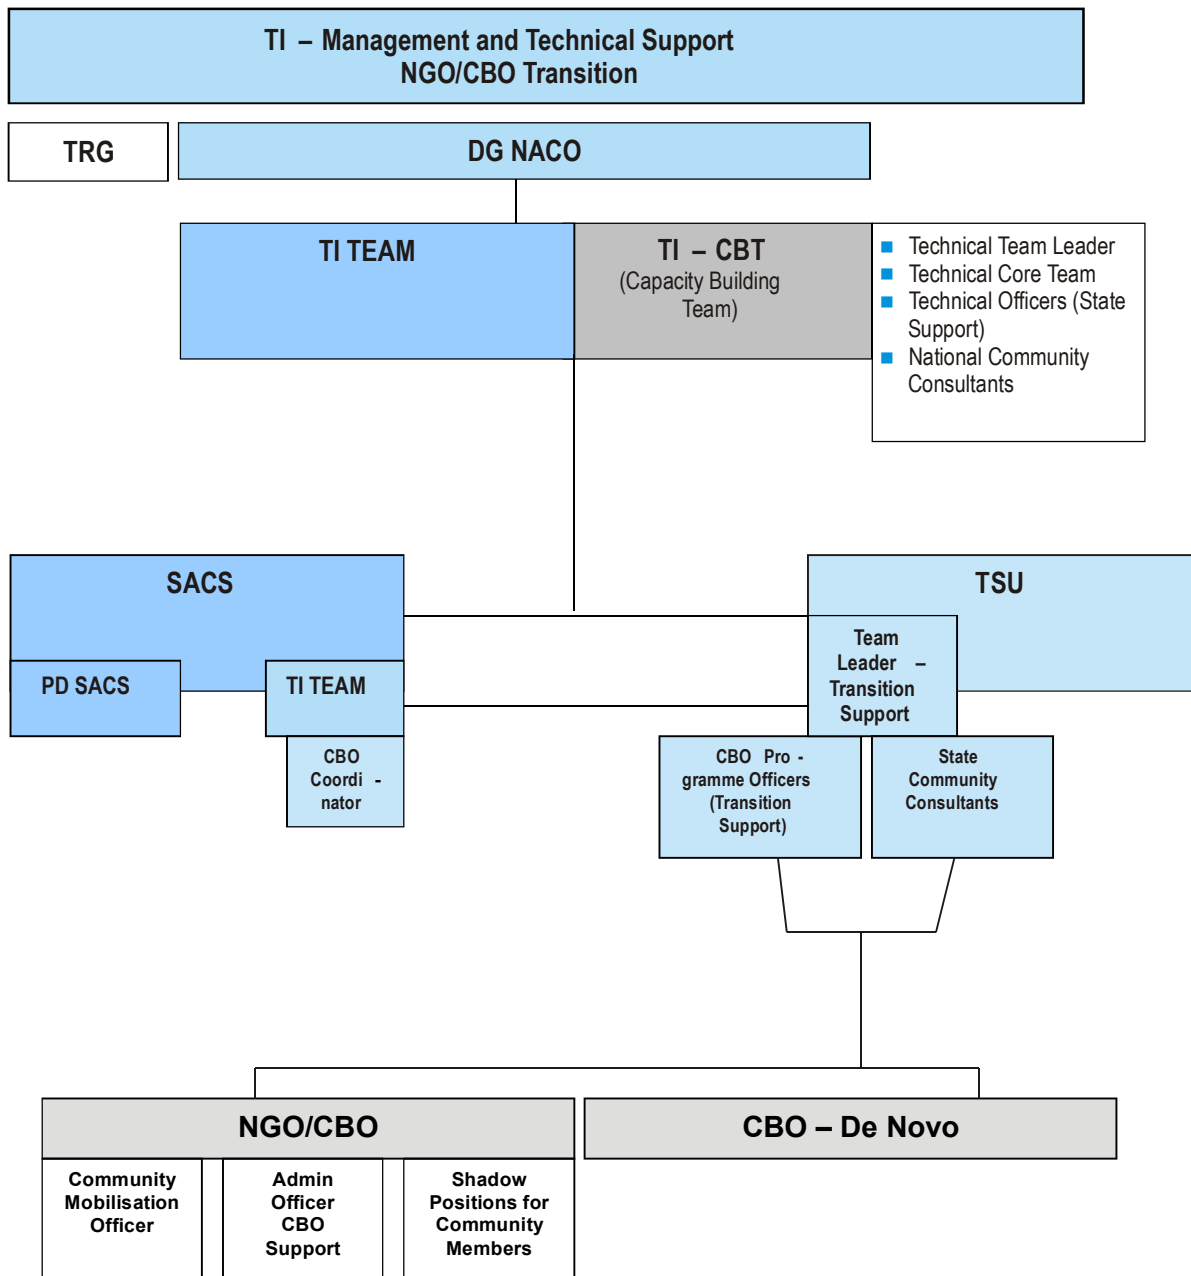 TI – Management and Technical Support
NGO/CBO Transition
TRG
DG NACO
TI TEAM
TI – CBT
(Capacity Building
Team)
Technical Team Leader
Technical Core Team
Technical Officers (State
Support)
National Community
Consultants
SACS
TSU
PD SACS
TI TEAM
Team
Leader –
Transition
Support
CBO
Coordi -
nator
CBO Pro -
gramme Officers
(Transition
Support)
State
Community
Consultants
NGO/CBO
CBO – De Novo
Community
Mobilisation
Officer
Admin
Officer
CBO
Support
Shadow
Positions for
Community
Members